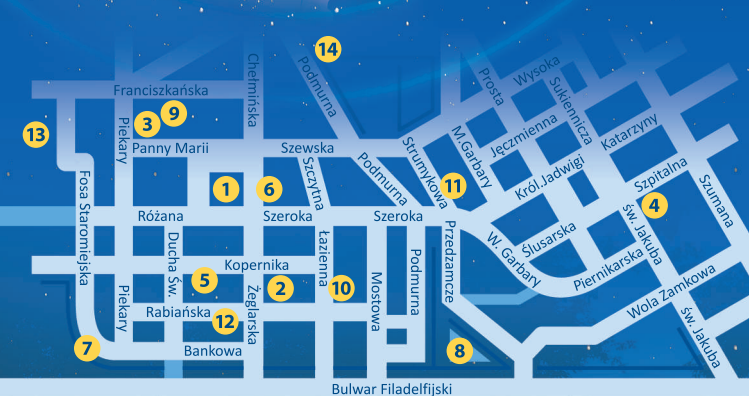 14
Podmurna
Chełmińska
Wysoka
Prosta
Franciszkańska
Sukiennicza
9
3
13
Piekary
Panny Marii
Szewska
Szczytna
Podmurna
Strumykowa
M.Garbary
Jęczmienna
Katarzyny
Król.Jadwigi
Szpitalna
Szumana
1
6
11
4
Fosa Staromiejska
Różana
Szeroka
Szeroka
Przedzamcze
W. Garbary
Ślusarska
św. Jakuba
Ducha Św.
Łazienna
Kopernika
5
2
10
Piernikarska
Piekary
Rabiańska
12
Żeglarska
Mostowa
Podmurna
Wola Zamkowa
św. Jakuba
7
Bankowa
8
Bulwar Filadelfijski